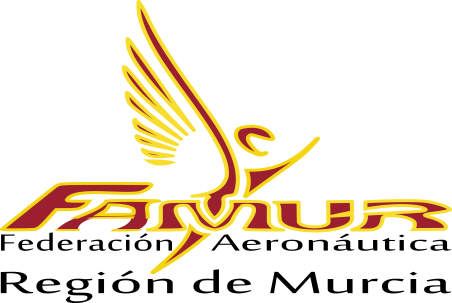 FAMUR
Federación Aeronáutica
Región de Murcia